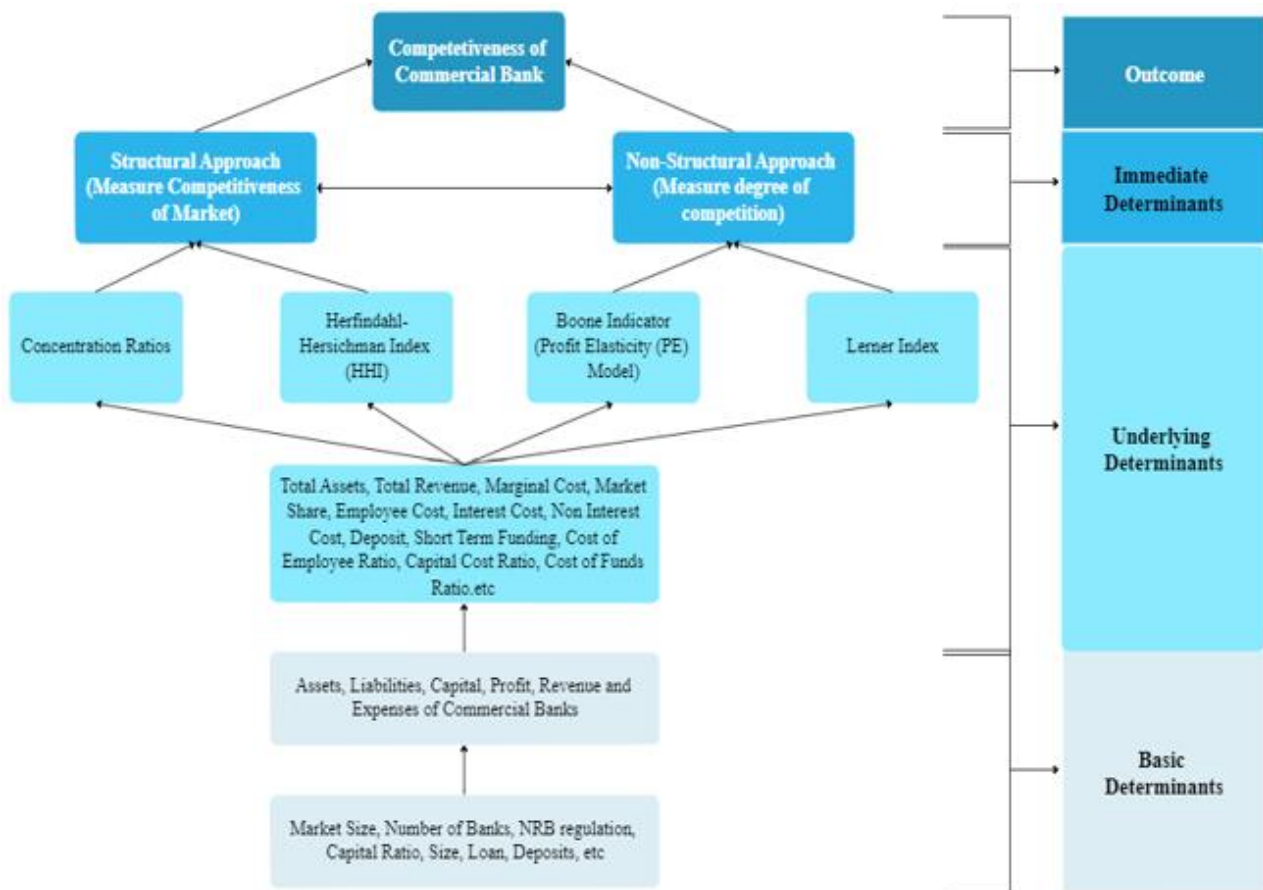 Competetiveness of
Commercial Bank
Outcome
Structural Approach
(Measure Competitiveness
of Market)
Non-Structural Approach
(Measure degree of
competition)
Immediate
Determinants
Concentration Ratios
Herfindahl-
Hersichman Index
(HHI)
Boone Indicator
(Profit Elasticity (PE)
Model)
Lerner Index
Underlying
Determinants
Total Assets, Total Revenue, Marginal Cost, Market
Share, Employee Cost, Interest Cost, Non Interest
Cost, Deposit, Short Term Funding, Cost of
Employee Ratio, Capital Cost Ratio, Cost of Funds
Ratio.etc
Assets, Liabilities, Capital, Profit, Revenue and
Expenses of Commercial Banks
Basic
Determinants
Market Size, Number of Banks, NRB regulation,
Capital Ratio, Size, Loan, Deposits, etc